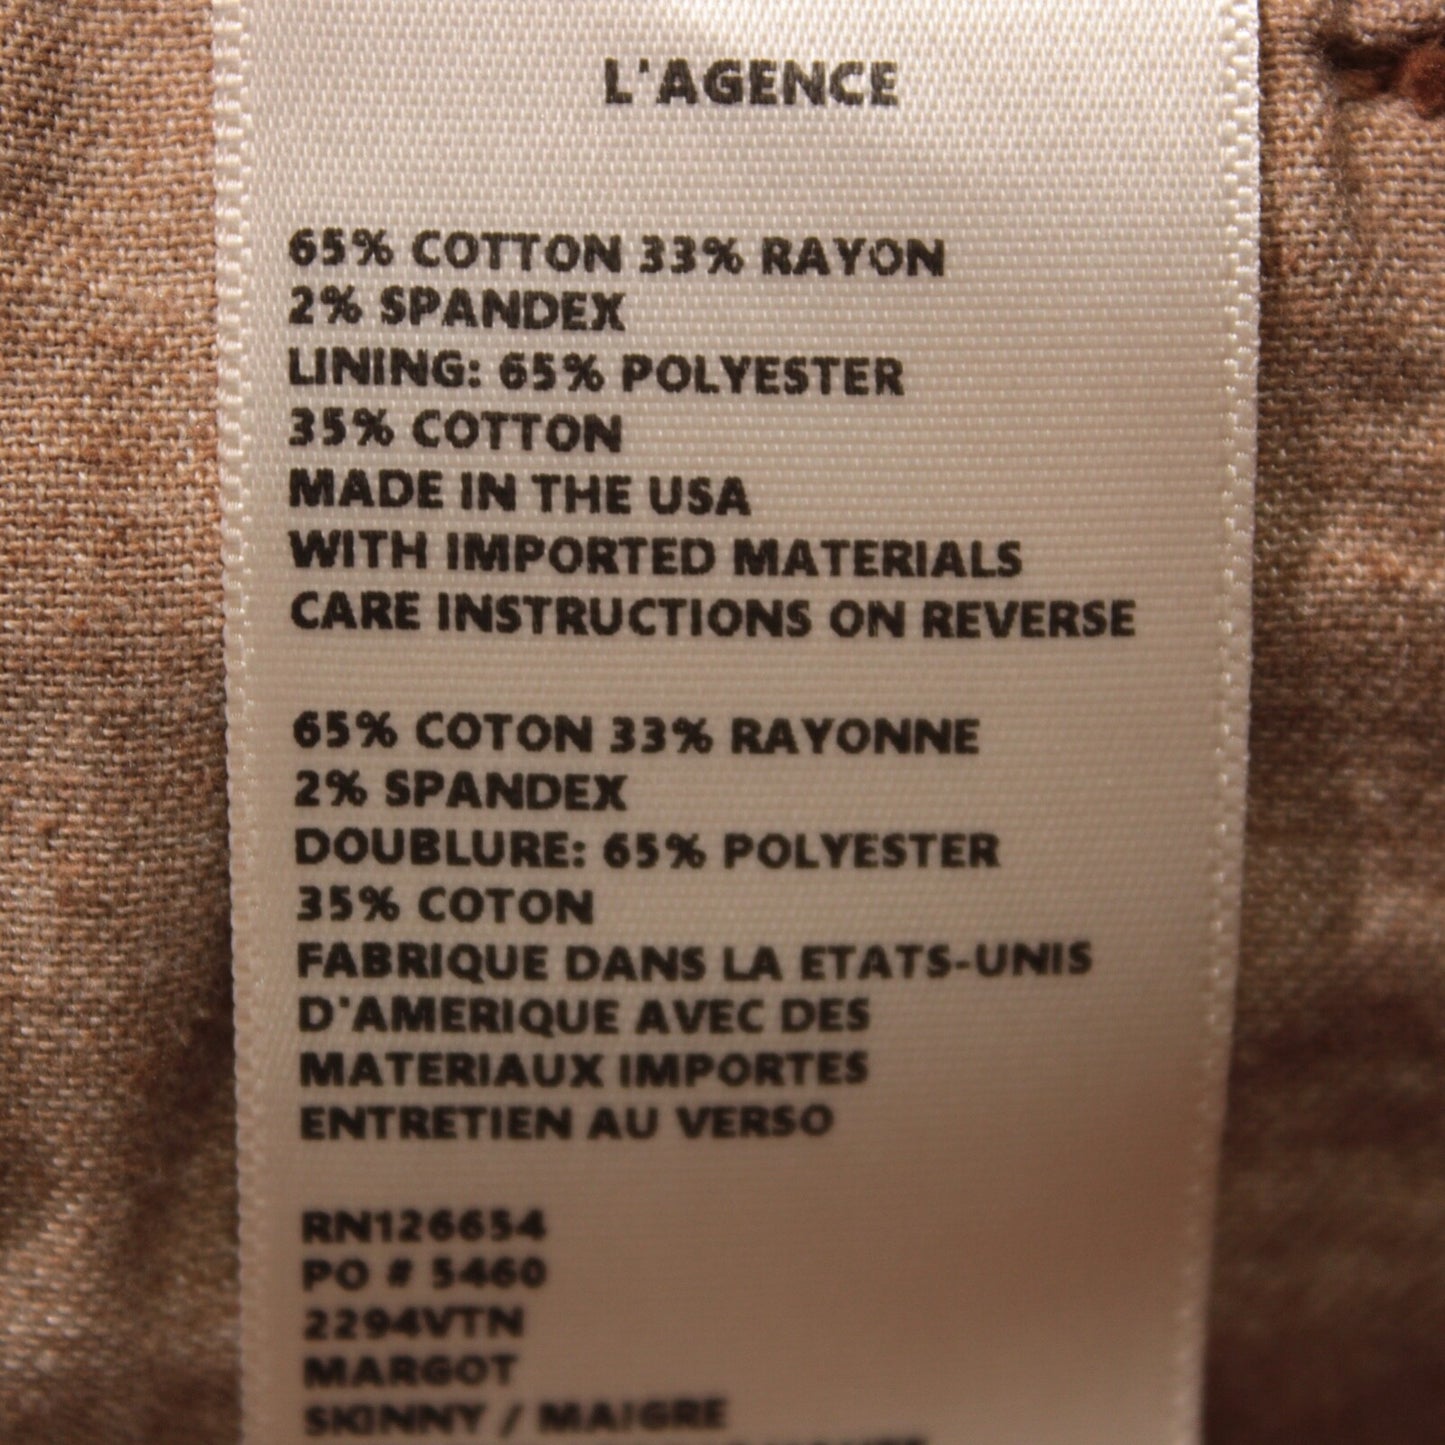 L'AGENCE
65% COTTON 33% RAYON
2% SPANDEX
LINING: 65% POLYESTER
35% COTTON
MADE IN THE USA
WITH IMPORTED MATERIALS
CARE INSTRUCTIONS ON REVERSE
65% COTON 33% RAYONNE
2% SPANDEX
DOUBLURE: 65% POLYESTER
35% COTON
FABRIQUE DANS LA ETATS-UNIS
D'AMERIQUE AVEC DES
MATERIAUX IMPORTES
ENTRETIEN AU VERSO
RN126654
PO # 5460
2294VTN
MARGOT
SKINNY / MAIGRE